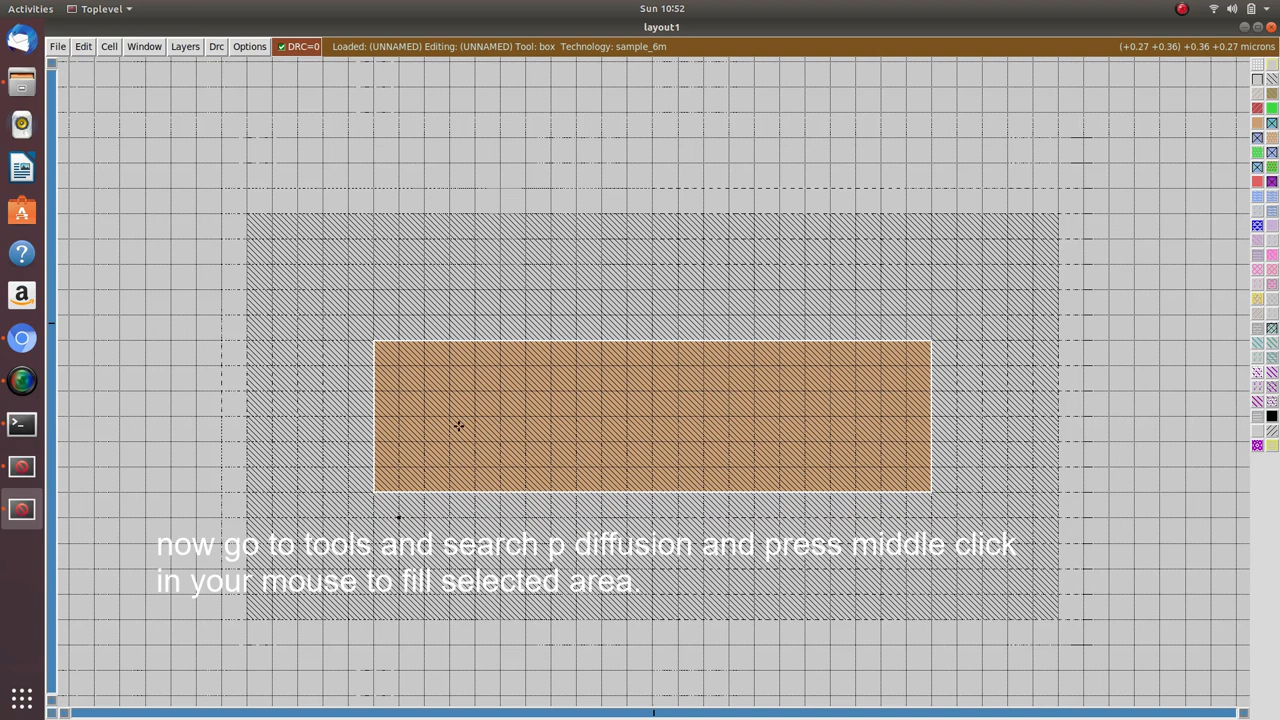 Activities
Toplevel
Sun 10:52
layout1
File Edit Cell Window Layers Drc Options DRC=0 Loaded: (UNNAMED) Editing: (UNNAMED) Tool: box Technology: sample_6m (+0.27 +0.36) +0.36 +0.27 microns
now go to tools and search p diffusion and press middle click
in your mouse to fill selected area.